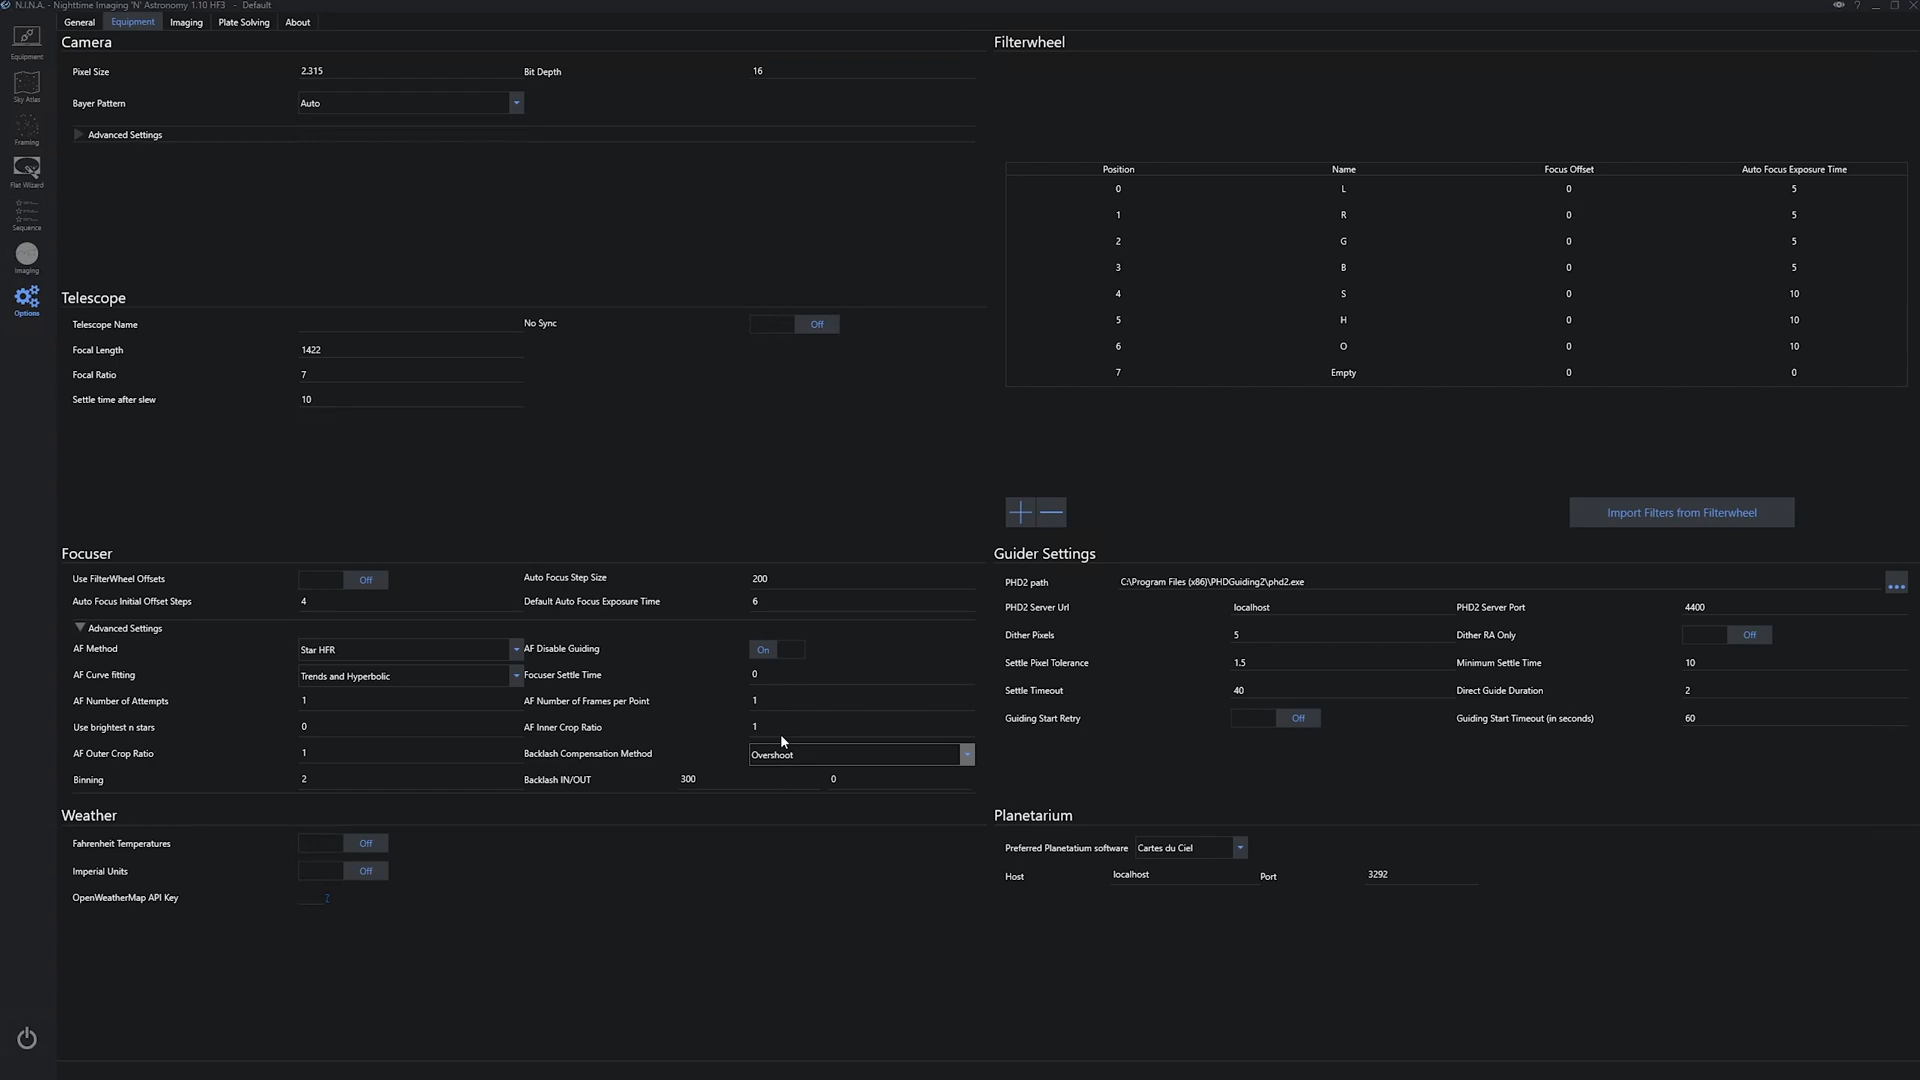 N.I.N.A. - Nighttime Imaging 'N' Astronomy 1.10 HF3 - Default
General Equipment Imaging Plate Solving About
Equipment
Sky Atlas
Framing
Flat Wizard
Sequence
Imaging
Options
Camera
Pixel Size 2.315 Bit Depth 16
Bayer Pattern Auto
Advanced Settings
Telescope
Telescope Name No Sync Off
Focal Length 1422
Focal Ratio 7
Settle time after slew 10
Focuser
Use FilterWheel Offsets Off Auto Focus Step Size 200
Auto Focus Initial Offset Steps 4 Default Auto Focus Exposure Time 6
Advanced Settings
AF Method Star HFR AF Disable Guiding On
AF Curve fitting Trends and Hyperbolic Focuser Settle Time 0
AF Number of Attempts 1 AF Number of Frames per Point 1
Use brightest n stars 0 AF Inner Crop Ratio 1
AF Outer Crop Ratio 1 Backlash Compensation Method Overshoot
Binning 2 Backlash IN/OUT 300 0
Weather
Fahrenheit Temperatures Off
Imperial Units Off
OpenWeatherMap API Key ?
Filterwheel
Position Name Focus Offset Auto Focus Exposure Time
0 L 0 5
1 R 0 5
2 G 0 5
3 B 0 5
4 S 0 10
5 H 0 10
6 O 0 10
7 Empty 0 0
Import Filters from Filterwheel
Guider Settings
PHD2 path C:\Program Files (x86)\PHDGuiding2\phd2.exe ...
PHD2 Server Url localhost PHD2 Server Port 4400
Dither Pixels 5 Dither RA Only Off
Settle Pixel Tolerance 1.5 Minimum Settle Time 10
Settle Timeout 40 Direct Guide Duration 2
Guiding Start Retry Off Guiding Start Timeout (in seconds) 60
Planetarium
Preferred Planetatium software Cartes du Ciel
Host localhost Port 3292